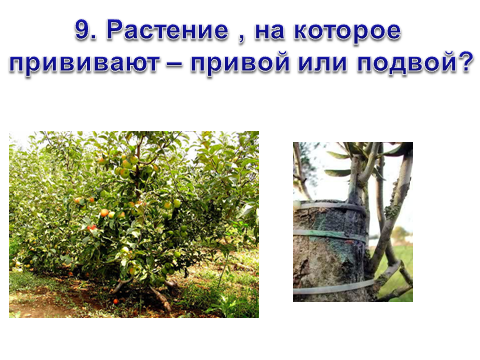 9. Растение , на которое
прививают – привой или подвой?